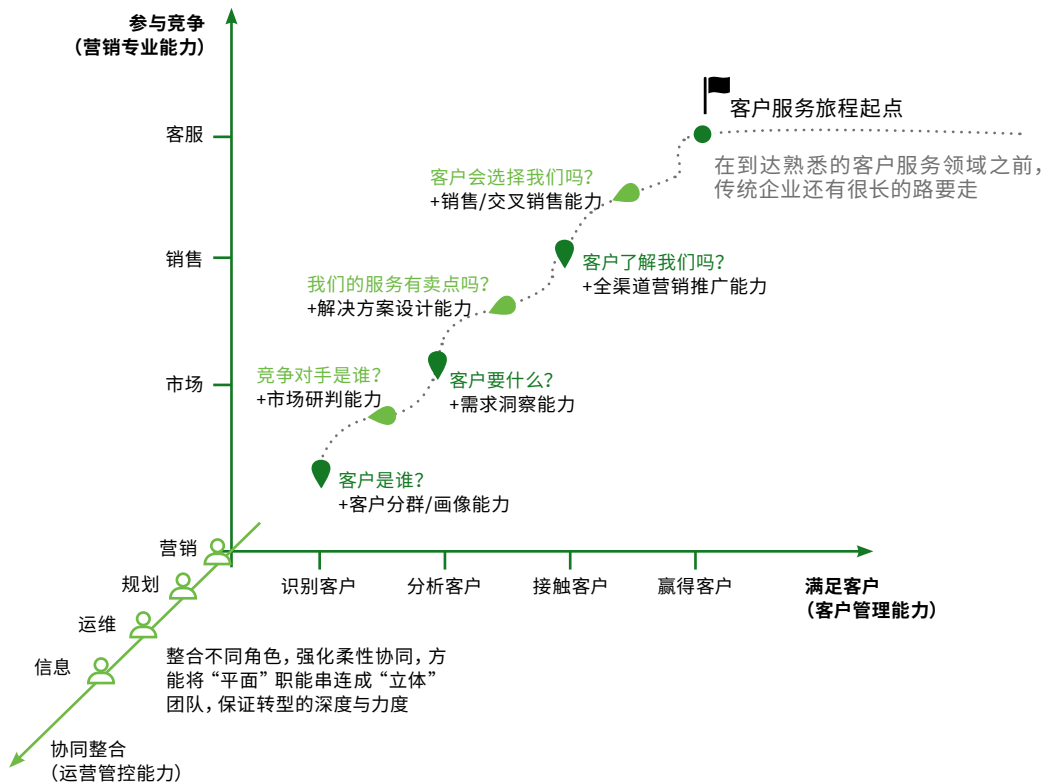 参与竞争
（营销专业能力）
客户服务旅程起点
客服
在到达熟悉的客户服务领域之前，
传统企业还有很长的路要走
客户会选择我们吗？
+销售/交叉销售能力
销售
客户了解我们吗？
+全渠道营销推广能力
我们的服务有卖点吗？
+解决方案设计能力
市场
竞争对手是谁？
+市场研判能力
客户要什么？
+需求洞察能力
客户是谁？
+客户分群/画像能力
营销
规划
运维
信息
识别客户
分析客户
接触客户
赢得客户
满足客户
（客户管理能力）
整合不同角色，强化柔性协同，方
能将“平面”职能串连成“立体”
团队，保证转型的深度与力度
协同整合
（运营管控能力）